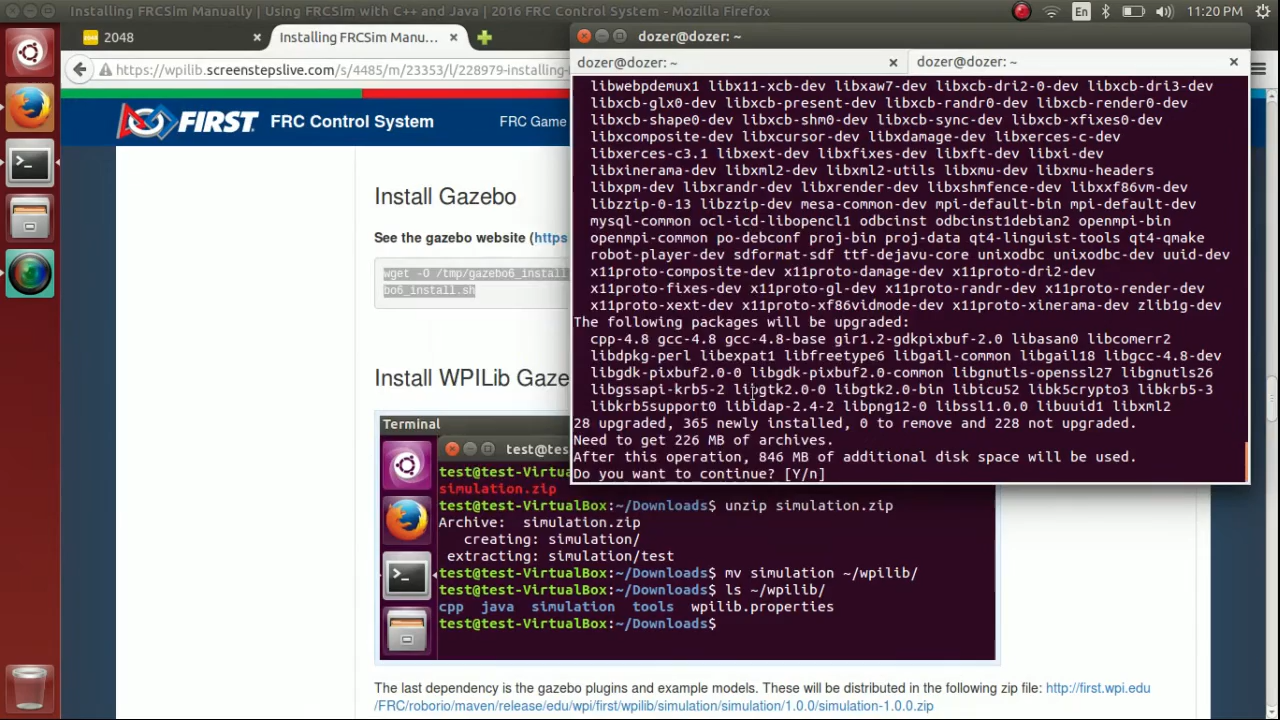 Installing FRCSim Manually | Using FRCSim with C++ and Java | 2016 FRC Control System - Mozilla Firefox
En
11:20 PM
2048
Installing FRCSim Manu...
https://wpilib.screenstepslive.com/s/4485/m/23353/l/228979-installing-
FIRST
FRC Control System
FRC Game
Install Gazebo
See the gazebo website (https
wget -O /tmp/gazebo6_install
bo6_install.sh
Install WPILib Gaze
dozer@dozer: ~
dozer@dozer: ~
dozer@dozer: ~
libwebpdemux1 libx11-xcb-dev libxaw7-dev libxcb-dri2-0-dev libxcb-dri3-dev
libxcb-glx0-dev libxcb-present-dev libxcb-randr0-dev libxcb-render0-dev
libxcb-shape0-dev libxcb-shm0-dev libxcb-sync-dev libxcb-xfixes0-dev
libxcomposite-dev libxcursor-dev libxdamage-dev libxerces-c-dev
libxerces-c3.1 libxext-dev libxfixes-dev libxft-dev libxi-dev
libxinerama-dev libxml2-dev libxml2-utils libxmu-dev libxmu-headers
libxpm-dev libxrandr-dev libxrender-dev libxshmfence-dev libxxf86vm-dev
libzzip-0-13 libzzip-dev mesa-common-dev mpi-default-bin mpi-default-dev
mysql-common ocl-icd-libopencl1 odbcinst odbcinst1debian2 openmpi-bin
openmpi-common po-debconf proj-bin proj-data qt4-linguist-tools qt4-qmake
robot-player-dev sdformat-sdf ttf-dejavu-core unixodbc unixodbc-dev uuid-dev
x11proto-composite-dev x11proto-damage-dev x11proto-dri2-dev
x11proto-fixes-dev x11proto-gl-dev x11proto-randr-dev x11proto-render-dev
x11proto-xext-dev x11proto-xf86vidmode-dev x11proto-xinerama-dev zlib1g-dev
The following packages will be upgraded:
cpp-4.8 gcc-4.8 gcc-4.8-base gir1.2-gdkpixbuf-2.0 libasan0 libcomerr2
libdpkg-perl libexpat1 libfreetype6 libgail-common libgail18 libgcc-4.8-dev
libgdk-pixbuf2.0-0 libgdk-pixbuf2.0-common libgnutls-openssl27 libgnutls26
libgssapi-krb5-2 libgtk2.0-0 libgtk2.0-bin libicu52 libk5crypto3 libkrb5-3
libkrb5support0 libldap-2.4-2 libpng12-0 libssl1.0.0 libuuid1 libxml2
28 upgraded, 365 newly installed, 0 to remove and 228 not upgraded.
Need to get 226 MB of archives.
After this operation, 846 MB of additional disk space will be used.
Do you want to continue? [Y/n]
Terminal
test@tes
test@test-Virtual
simulation.zip
test@test-VirtualBox:~/Downloads$ unzip simulation.zip
Archive: simulation.zip
creating: simulation/
extracting: simulation/test
test@test-VirtualBox:~/Downloads$ mv simulation ~/wpilib/
test@test-VirtualBox:~/Downloads$ ls ~/wpilib/
cpp java simulation tools wpilib.properties
test@test-VirtualBox:~/Downloads$
The last dependency is the gazebo plugins and example models. These will be distributed in the following zip file: http://first.wpi.edu
/FRC/roborio/maven/release/edu/wpi/first/wpilib/simulation/simulation/1.0.0/simulation-1.0.0.zip